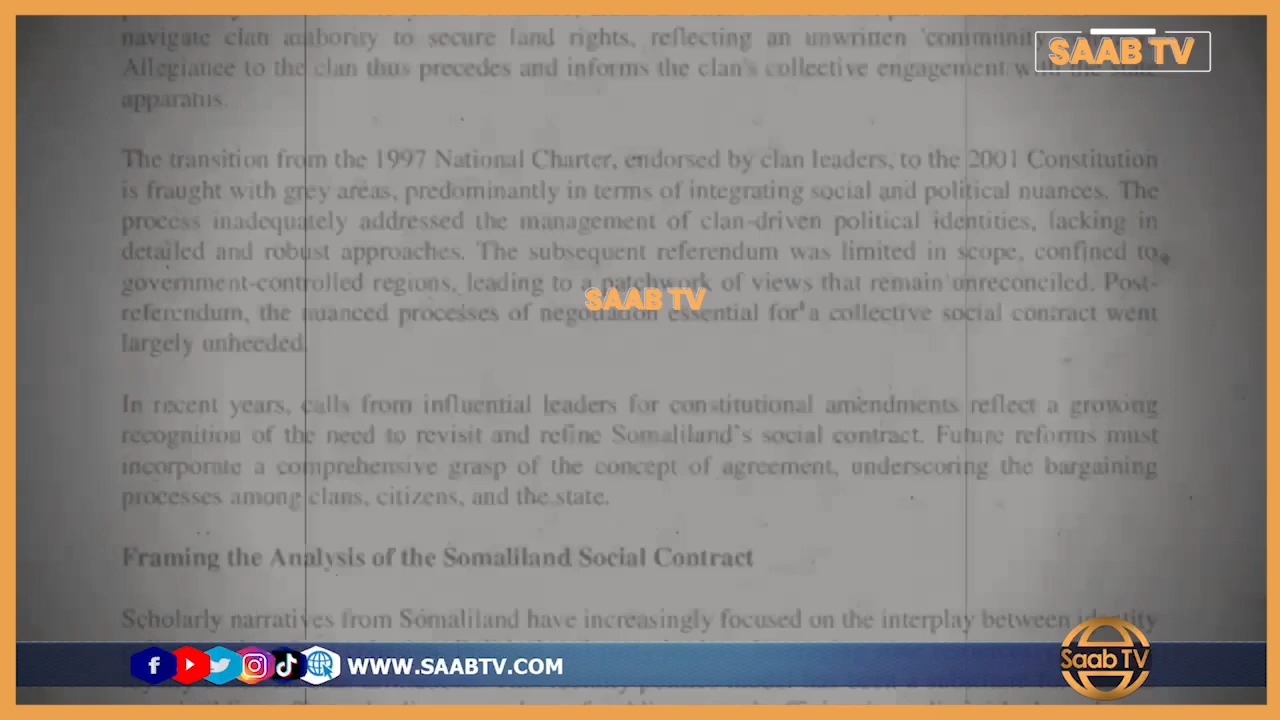 navigate clan authority to secure land rights, reflecting an unwritten 'communin
SAAB TV
Allegiance to the clan thus precedes and informs the clan's collective engagement with the state
apparatus.
The transition from the 1997 National Charter, endorsed by clan leaders, to the 2001 Constitution
is fraught with grey areas, predominantly in terms of integrating social and political nuances. The
process inadequately addressed the management of clan-driven political identities, lacking in
detailed and robust approaches. The subsequent referendum was limited in scope, confined to
government-controlled regions, leading to a patchwork of views that remain unreconciled. Post-
SAAB TV
referendum, the nuanced processes of negotiation essential for a collective social contract went
largely unheeded.
In recent years, calls from influential leaders for constitutional amendments reflect a growing
recognition of the need to revisit and refine Somaliland's social contract. Future reforms must
incorporate a comprehensive grasp of the concept of agreement, underscoring the bargaining
processes among clans, citizens, and the state.
Framing the Analysis of the Somaliland Social Contract
Scholarly narratives from Somaliland have increasingly focused on the interplay between identity
WWW.SAABTV.COM
Saab TV